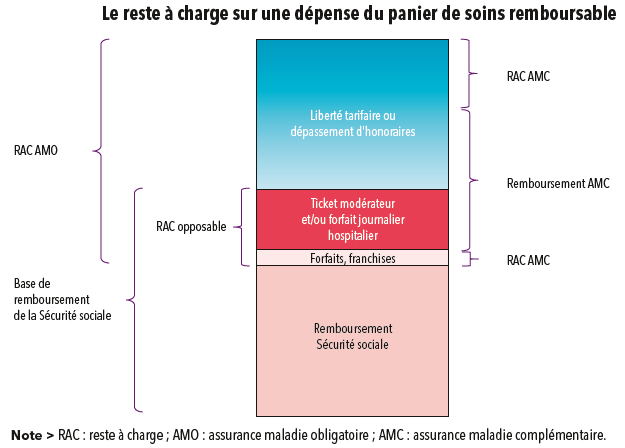 Le reste à charge sur une dépense du panier de soins remboursable
RAC AMC
Liberté tarifaire ou
dépassement d'honoraires
RAC AMO
Remboursement AMC
Ticket modérateur
et/ou forfait journalier
hospitalier
RAC opposable
Forfaits, franchises
RAC AMC
Base de
remboursement
de la Sécurité sociale
Remboursement
Sécurité sociale
Note > RAC : reste à charge ; AMO : assurance maladie obligatoire ; AMC : assurance maladie complémentaire.